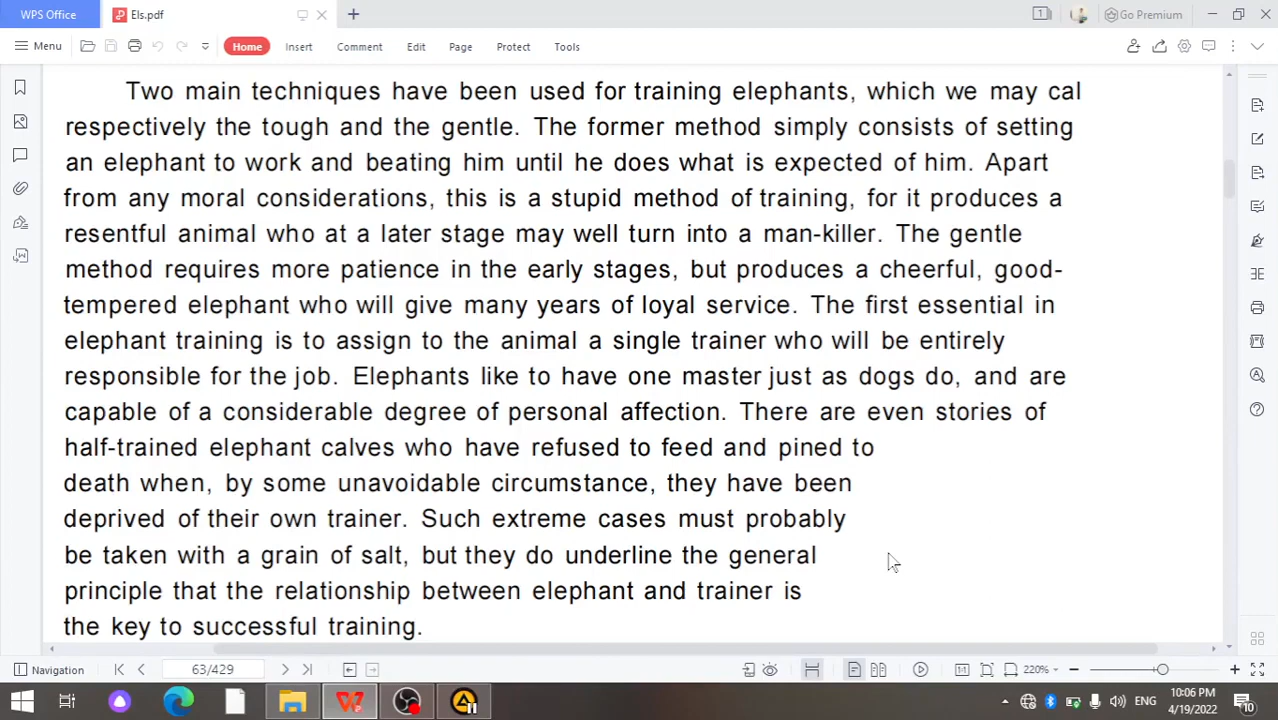 WPS Office
Els.pdf
Go Premium
Menu
Home
Insert
Comment
Edit
Page
Protect
Tools
Two main techniques have been used for training elephants, which we may cal
respectively the tough and the gentle. The former method simply consists of setting
an elephant to work and beating him until he does what is expected of him. Apart
from any moral considerations, this is a stupid method of training, for it produces a
resentful animal who at a later stage may well turn into a man-killer. The gentle
method requires more patience in the early stages, but produces a cheerful, good-
tempered elephant who will give many years of loyal service. The first essential in
elephant training is to assign to the animal a single trainer who will be entirely
responsible for the job. Elephants like to have one master just as dogs do, and are
capable of a considerable degree of personal affection. There are even stories of
half-trained elephant calves who have refused to feed and pined to
death when, by some unavoidable circumstance, they have been
deprived of their own trainer. Such extreme cases must probably
be taken with a grain of salt, but they do underline the general
principle that the relationship between elephant and trainer is
the key to successful training.
Navigation
63/429
220%
ENG
10:06 PM
4/19/2022
10